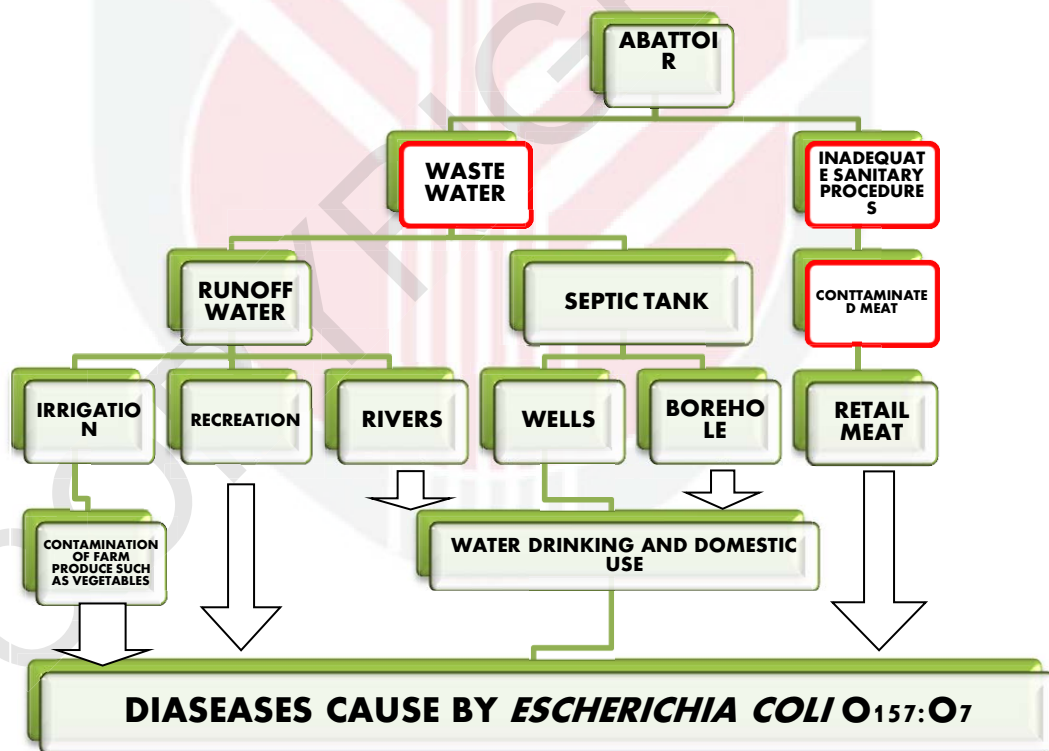 ABATTOI
R
WASTE
WATER
INADEQUAT
E SANITARY
PROCEDURE
S
RUNOFF
WATER
SEPTIC TANK
CONTTAMINATE
D MEAT
IRRIGATIO
N
RECREATION
RIVERS
WELLS
BOREHO
LE
RETAIL
MEAT
CONTAMINATION
OF FARM
PRODUCE SUCH
AS VEGETABLES
WATER DRINKING AND DOMESTIC
USE
DIASEASES CAUSE BY ESCHERICHIA COLI O157:O7
COPYRIG